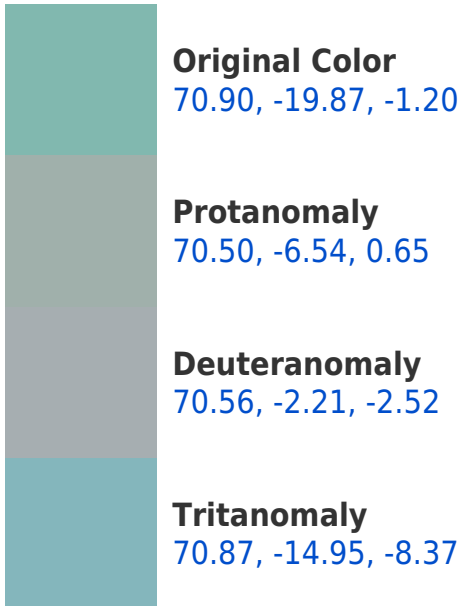 Original Color
70.90, -19.87, -1.20
Protanomaly
70.50, -6.54, 0.65
Deuteranomaly
70.56, -2.21, -2.52
Tritanomaly
70.87, -14.95, -8.37